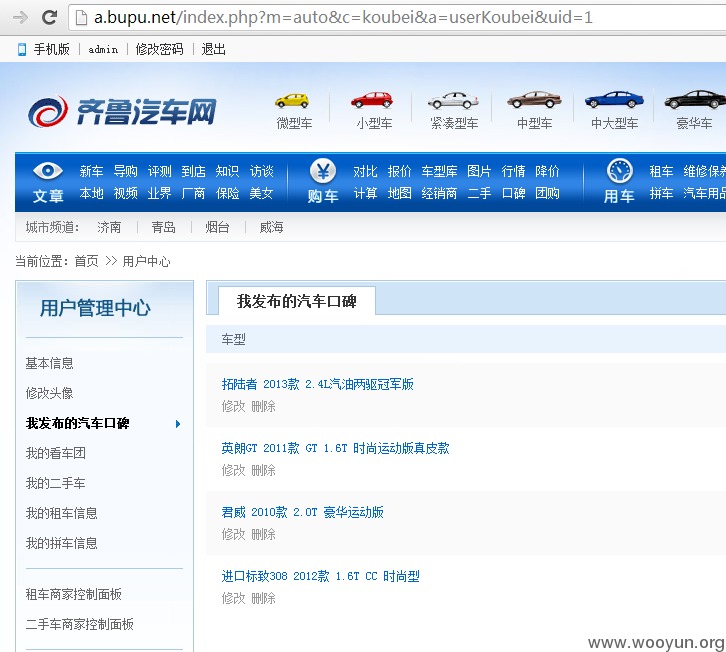 a.bupu.net/index.php?m=auto&c=koubei&a=userKoubei&uid=1
手机版 admin 修改密码 退出
齐鲁汽车网
微型车 小型车 紧凑型车 中型车 中大型车 豪华车
文章 新车 导购 评测 到店 知识 访谈
本地 视频 业界 厂商 保险 美女
购车 对比 报价 车型库 图片 行情 降价
计算 地图 经销商 二手 口碑 团购
用车 租车 维修保养
拼车 汽车用品
城市频道: 济南 青岛 烟台 威海
当前位置: 首页 >> 用户中心
用户管理中心
基本信息
修改头像
我发布的汽车口碑
我的看车团
我的二手车
我的租车信息
我的拼车信息
租车商家控制面板
二手车商家控制面板
我发布的汽车口碑
车型
拓陆者 2013款 2.4L汽油两驱冠军版
修改 删除
英朗GT 2011款 GT 1.6T 时尚运动版真皮款
修改 删除
君威 2010款 2.0T 豪华运动版
修改 删除
进口标致308 2012款 1.6T CC 时尚型
修改 删除
www.wooyun.org